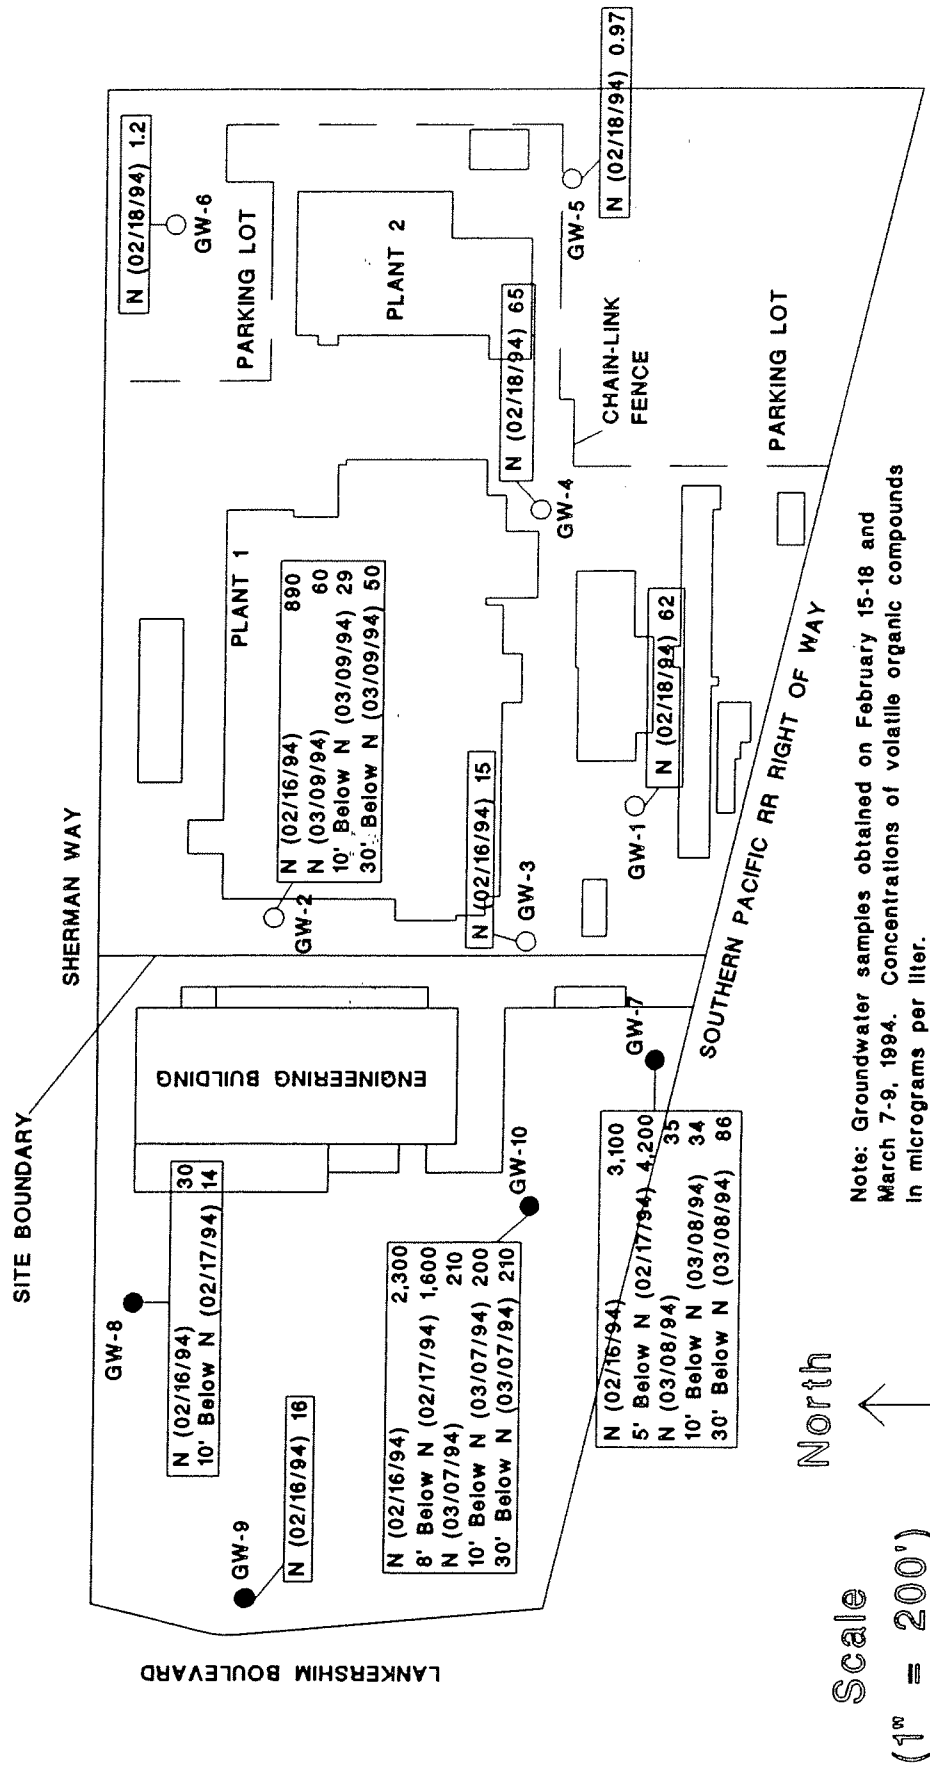 SITE BOUNDARY
SHERMAN WAY
GW-8
N (02/16/94) 30
10' Below N (02/17/94) 14
GW-9
N (02/16/94) 16
LANKERSHIM BOULEVARD
ENGINEERING BUILDING
GW-10
N (02/16/94) 2,300
8' Below N (02/17/94) 1,600
N (03/07/94) 210
10' Below N (03/07/94) 200
30' Below N (03/07/94) 210
GW-7
N (02/16/94) 3,100
5' Below N (02/17/94) 4,200
N (03/08/94) 35
10' Below N (03/08/94) 34
30' Below N (03/08/94) 86
GW-2
N (02/16/94) 890
N (03/09/94) 60
10' Below N (03/09/94) 29
30' Below N (03/09/94) 50
PLANT 1
N (02/16/94) 15
GW-3
GW-1
N (02/18/94) 62
GW-4
N (02/18/94) 65
PLANT 2
PARKING LOT
N (02/18/94) 1.2
GW-6
GW-5
N (02/18/94) 0.97
CHAIN-LINK
FENCE
PARKING LOT
SOUTHERN PACIFIC RR RIGHT OF WAY
North
Scale
(1" = 200')
Note: Groundwater samples obtained on February 15-18 and
March 7-9, 1994. Concentrations of volatile organic compounds
in micrograms per liter.